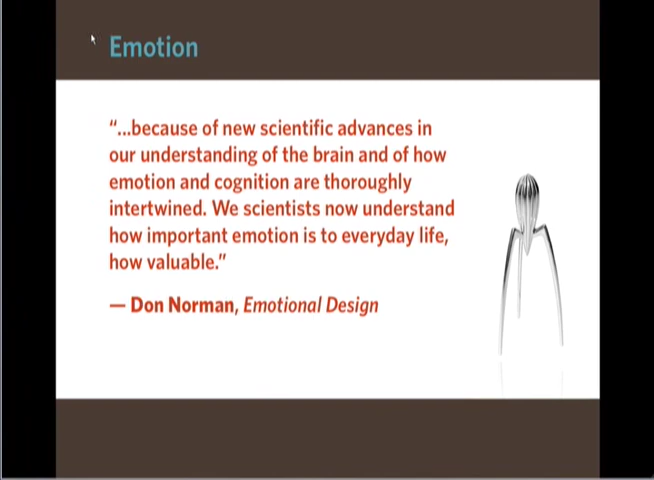 Emotion
“...because of new scientific advances in
our understanding of the brain and of how
emotion and cognition are thoroughly
intertwined. We scientists now understand
how important emotion is to everyday life,
how valuable.”
— Don Norman, Emotional Design